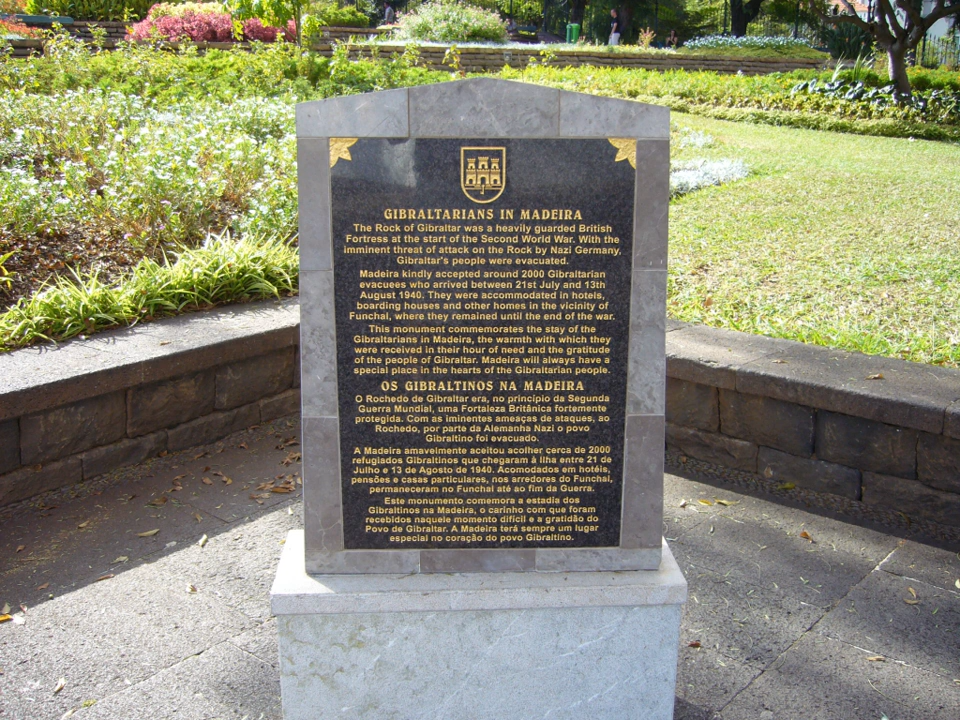 GIBRALTARIANS IN MADEIRA
The Rock of Gibraltar was a heavily guarded British
Fortress at the start of the Second World War. With the
imminent threat of attack on the Rock by Nazi Germany,
Gibraltar's people were evacuated.
Madeira kindly accepted around 2000 Gibraltarian
evacuees who arrived between 21st July and 13th
August 1940. They were accommodated in hotels,
boarding houses and other homes in the vicinity of
Funchal, where they remained until the end of the war.
This monument commemorates the stay of the
Gibraltarians in Madeira, the warmth with which they
were received in their hour of need and the gratitude
of the people of Gibraltar. Madeira will always have a
special place in the hearts of the Gibraltarian people.
OS GIBRALTINOS NA MADEIRA
O Rochedo de Gibraltar era, no princípio da Segunda
Guerra Mundial, uma Fortaleza Britânica fortemente
protegida. Com as iminentes ameaças de ataques, ao
Rochedo, por parte da Alemanha Nazi o povo
Gibraltino foi evacuado.
A Madeira amavelmente aceitou acolher cerca de 2000
refugiados Gibraltinos que chegaram à ilha entre 21 de
Julho e 13 de Agosto de 1940. Acomodados em hotéis,
pensões e casas particulares, nos arredores do Funchal,
permaneceram no Funchal até ao fim da Guerra.
Este monumento comemora a estadia dos
Gibraltinos na Madeira, o carinho com que foram
recebidos naquele momento difícil e a gratidão do
Povo de Gibraltar. A Madeira terá sempre um lugar
especial no coração do povo Gibraltino.